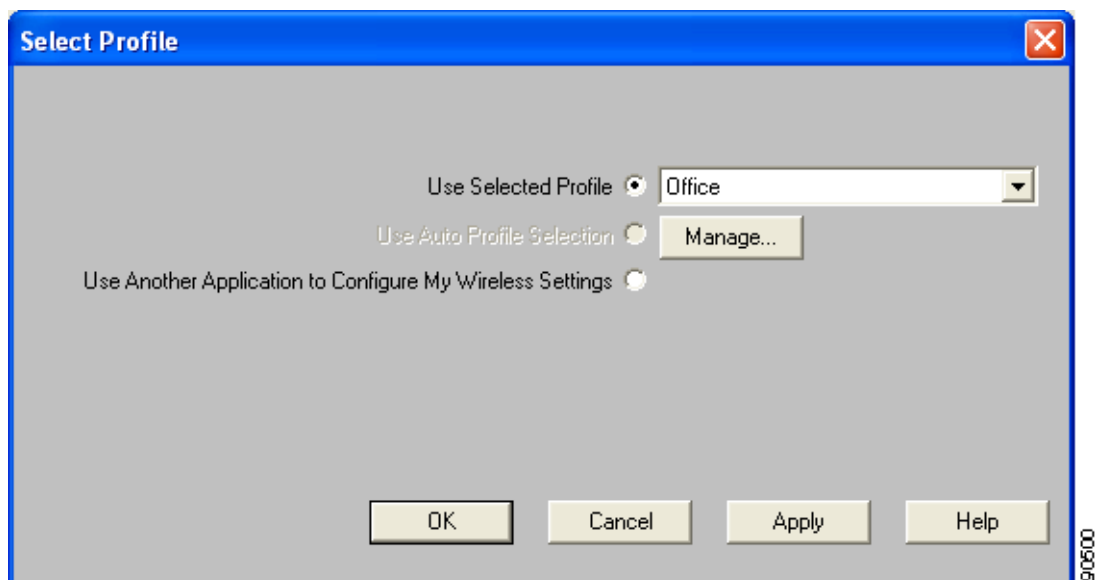 Select Profile
Use Selected Profile Office
Use Auto Profile Selection Manage...
Use Another Application to Configure My Wireless Settings
OK Cancel Apply Help
90500